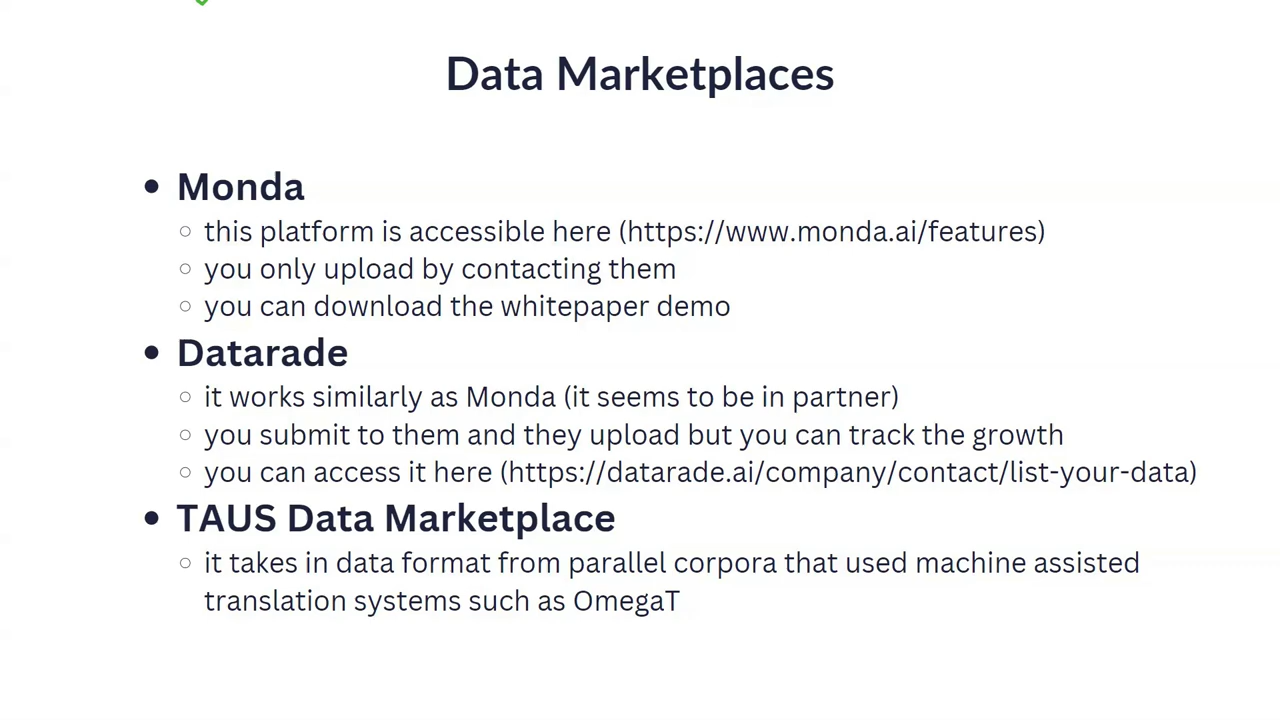 Data Marketplaces
• Monda
○ this platform is accessible here (https://www.monda.ai/features)
○ you only upload by contacting them
○ you can download the whitepaper demo
• Datarade
○ it works similarly as Monda (it seems to be in partner)
○ you submit to them and they upload but you can track the growth
○ you can access it here (https://datarade.ai/company/contact/list-your-data)
• TAUS Data Marketplace
○ it takes in data format from parallel corpora that used machine assisted
translation systems such as OmegaT